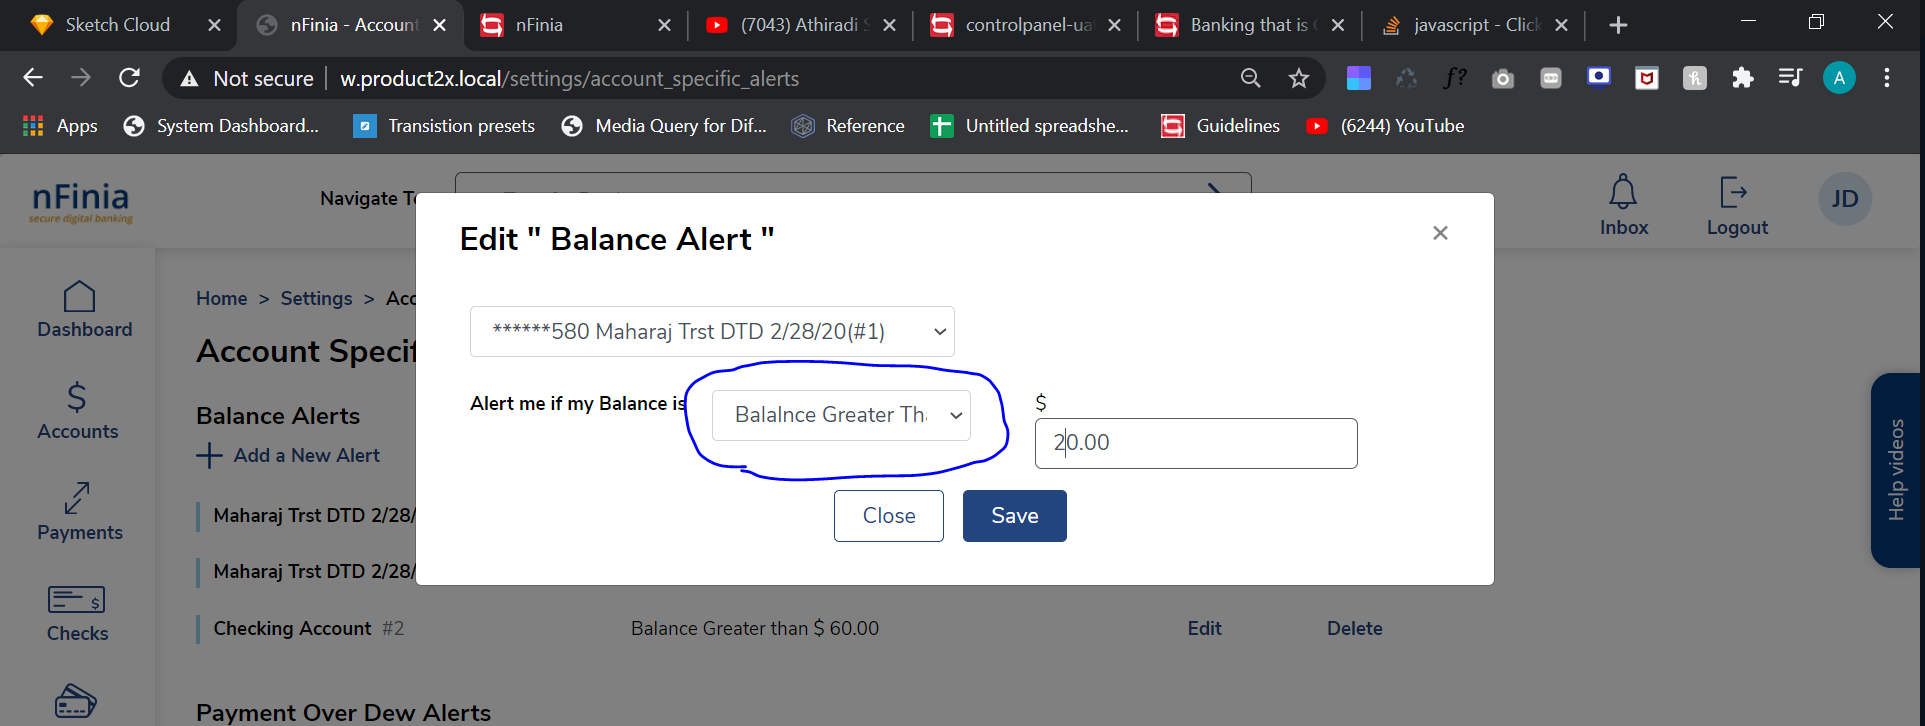 Sketch Cloud
nFinia - Account
nFinia
(7043) Athiradi S
controlpanel-ua
Banking that is
javascript - Click
Not secure
w.product2x.local/settings/account_specific_alerts
f?
A
Apps
System Dashboard...
Transistion presets
Media Query for Dif...
Reference
Untitled spreadshe...
Guidelines
(6244) YouTube
nFinia
secure digital banking
Navigate T
Inbox
Logout
JD
Edit " Balance Alert "
Home > Settings > Acc
Dashboard
******580 Maharaj Trst DTD 2/28/20(#1)
Account Specif
Accounts
Alert me if my Balance is
Balalnce Greater Tha
$
20.00
Balance Alerts
Add a New Alert
Help videos
Payments
Maharaj Trst DTD 2/28/
Close
Save
Maharaj Trst DTD 2/28/
Checks
$
Checking Account #2
Balance Greater than $ 60.00
Edit
Delete
Payment Over Dew Alerts